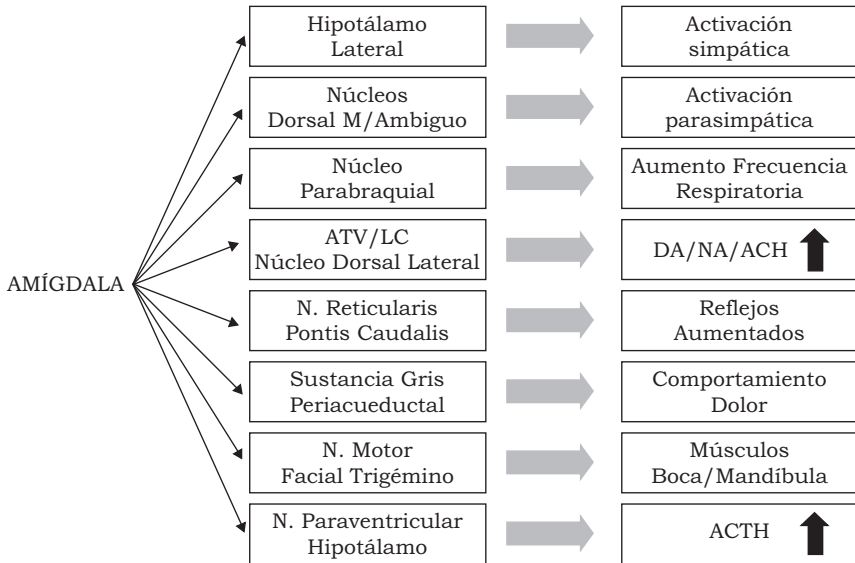 Hipotálamo
Lateral
Activación
simpática
Núcleos
Dorsal M/Ambiguo
Activación
parasimpática
Núcleo
Parabraquial
Aumento Frecuencia
Respiratoria
ATV/LC
Núcleo Dorsal Lateral
DA/NA/ACH
AMÍGDALA
N. Reticularis
Pontis Caudalis
Reflejos
Aumentados
Sustancia Gris
Periacueductal
Comportamiento
Dolor
N. Motor
Facial Trigémino
Músculos
Boca/Mandíbula
N. Paraventricular
Hipotálamo
ACTH